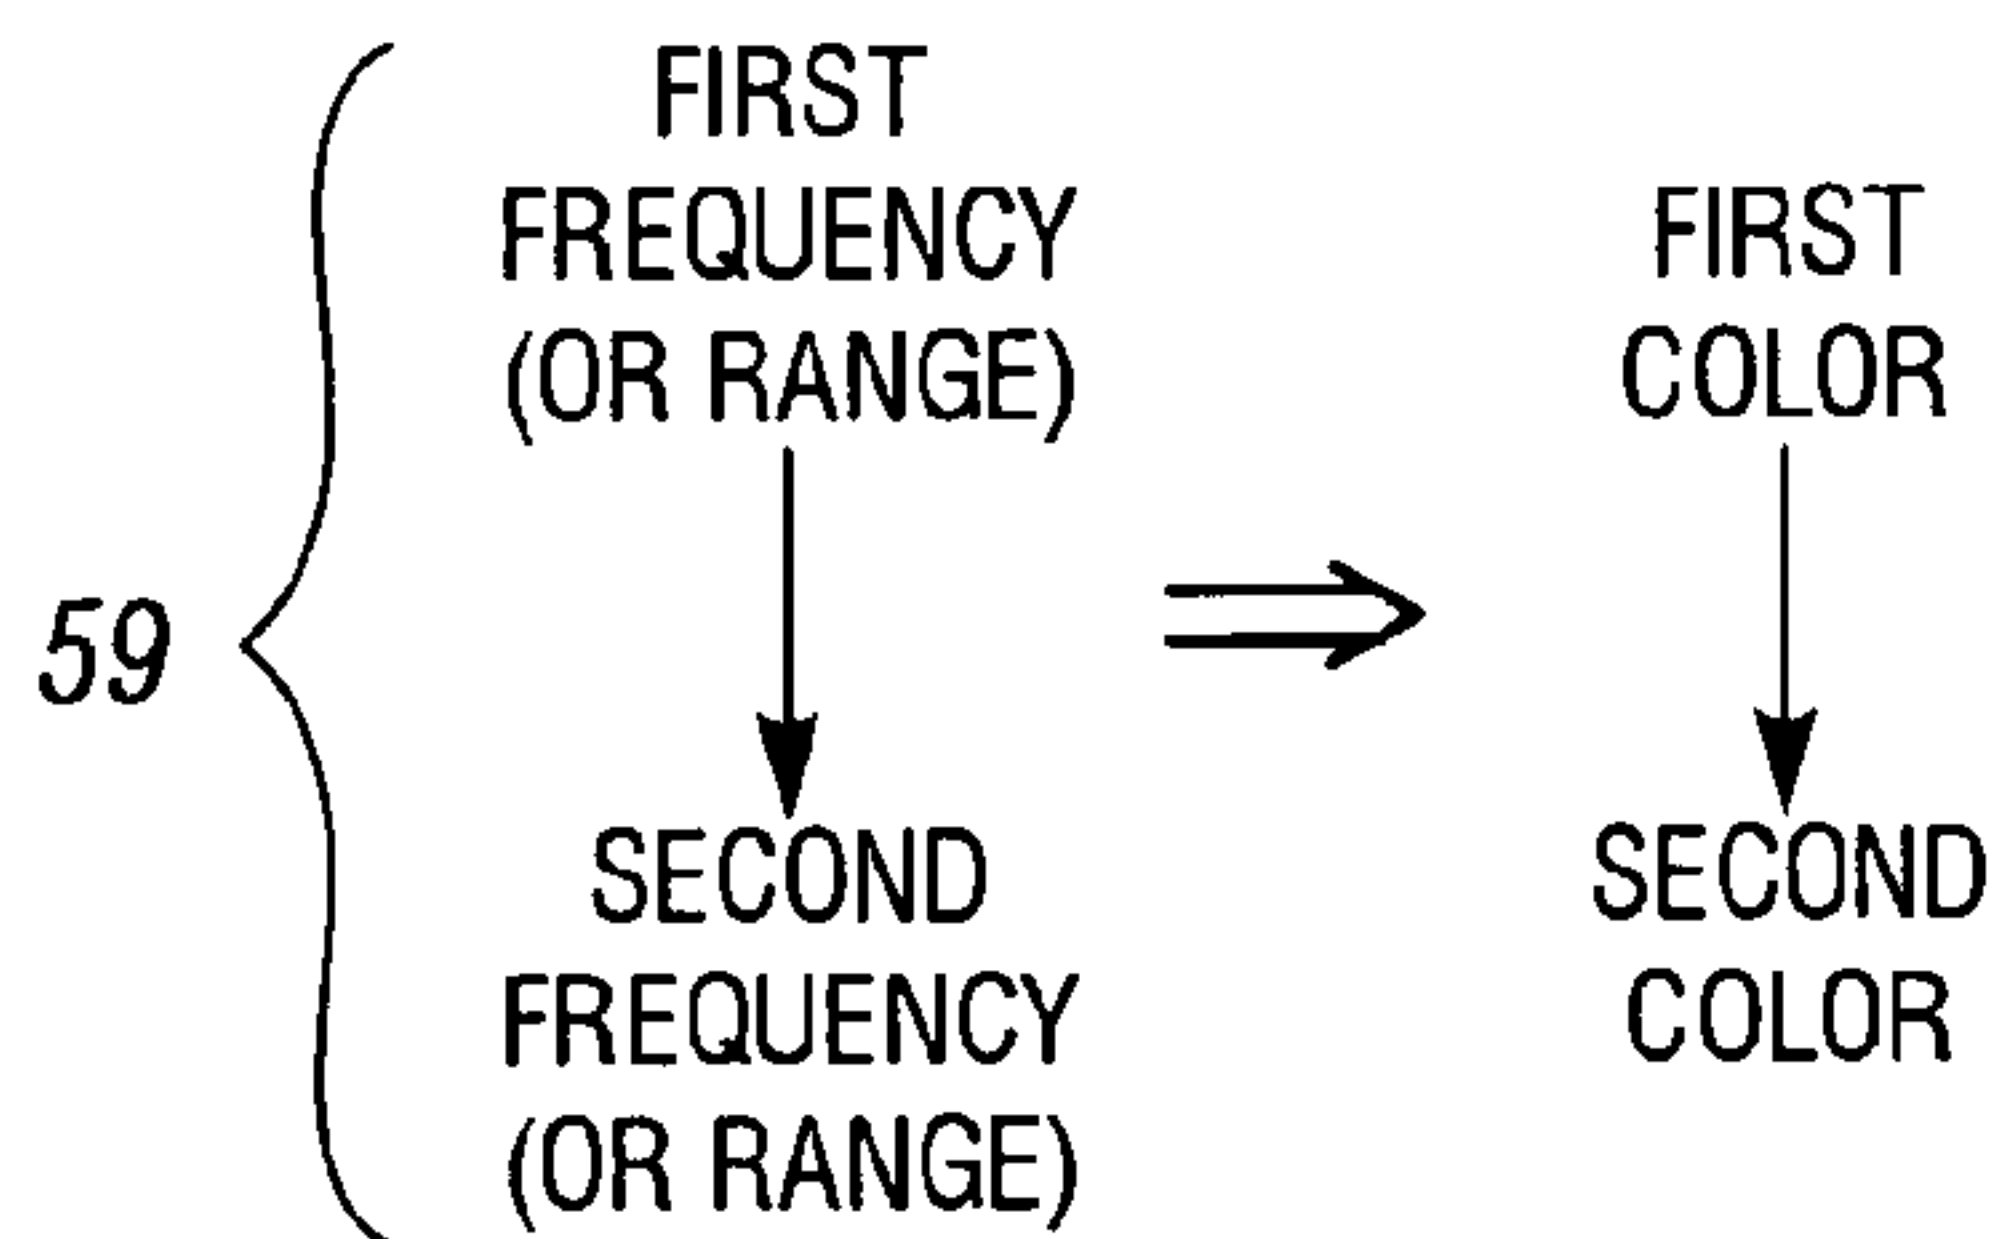 59
FIRST
FREQUENCY
(OR RANGE)
SECOND
FREQUENCY
(OR RANGE)
FIRST
COLOR
SECOND
COLOR